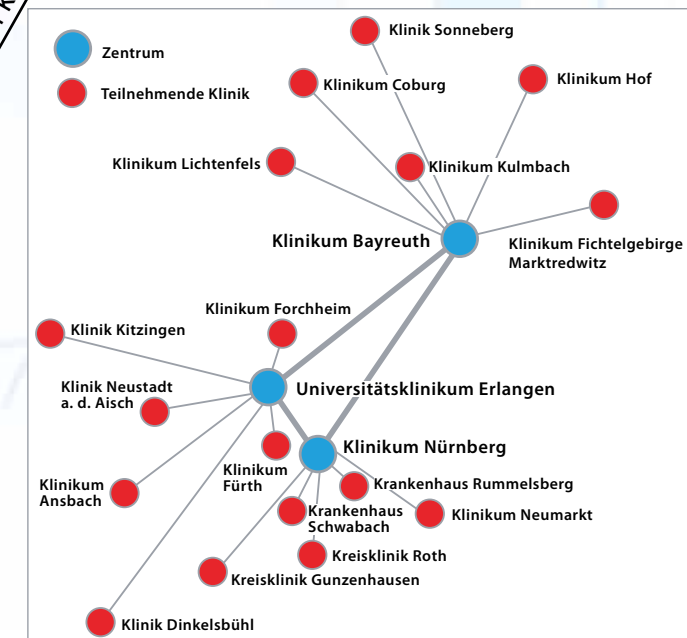 Zentrum
Teilnehmende Klinik
Klinik Sonneberg
Klinikum Coburg
Klinikum Hof
Klinikum Lichtenfels
Klinikum Kulmbach
Klinikum Bayreuth
Klinikum Fichtelgebirge
Marktredwitz
Klinikum Forchheim
Klinik Kitzingen
Klinik Neustadt
a. d. Aisch
Universitätsklinikum Erlangen
Klinikum
Fürth
Klinikum Nürnberg
Klinikum
Ansbach
Krankenhaus Rummelsberg
Krankenhaus
Schwabach
Klinikum Neumarkt
Kreisklinik Roth
Kreisklinik Gunzenhausen
Klinik Dinkelsbühl